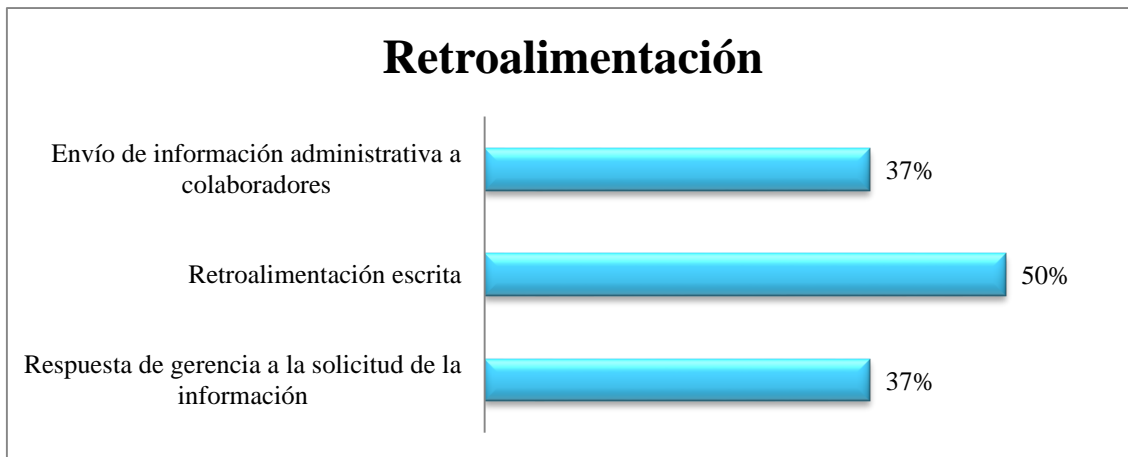 Retroalimentación
Envío de información administrativa a
colaboradores
37%
Retroalimentación escrita
50%
Respuesta de gerencia a la solicitud de la
información
37%